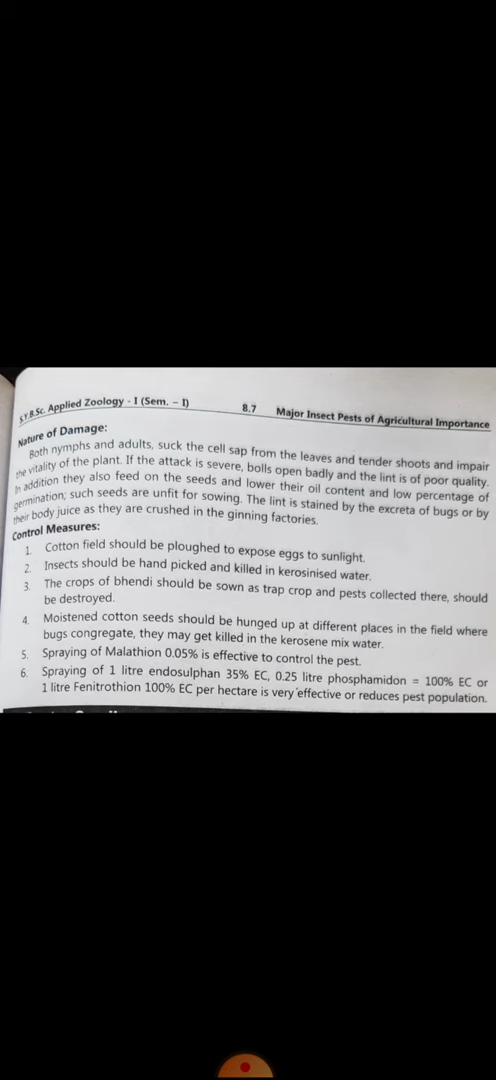 S.Y.B.Sc. Applied Zoology - I (Sem. – I) 8.7 Major Insect Pests of Agricultural Importance
Nature of Damage:
Both nymphs and adults, suck the cell sap from the leaves and tender shoots and impair
the vitality of the plant. If the attack is severe, bolls open badly and the lint is of poor quality.
In addition they also feed on the seeds and lower their oil content and low percentage of
germination; such seeds are unfit for sowing. The lint is stained by the excreta of bugs or by
their body juice as they are crushed in the ginning factories.
Control Measures:
1. Cotton field should be ploughed to expose eggs to sunlight.
2. Insects should be hand picked and killed in kerosinised water.
3. The crops of bhendi should be sown as trap crop and pests collected there, should
be destroyed.
4. Moistened cotton seeds should be hunged up at different places in the field where
bugs congregate, they may get killed in the kerosene mix water.
5. Spraying of Malathion 0.05% is effective to control the pest.
6. Spraying of 1 litre endosulphan 35% EC, 0.25 litre phosphamidon = 100% EC or
1 litre Fenitrothion 100% EC per hectare is very effective or reduces pest population.